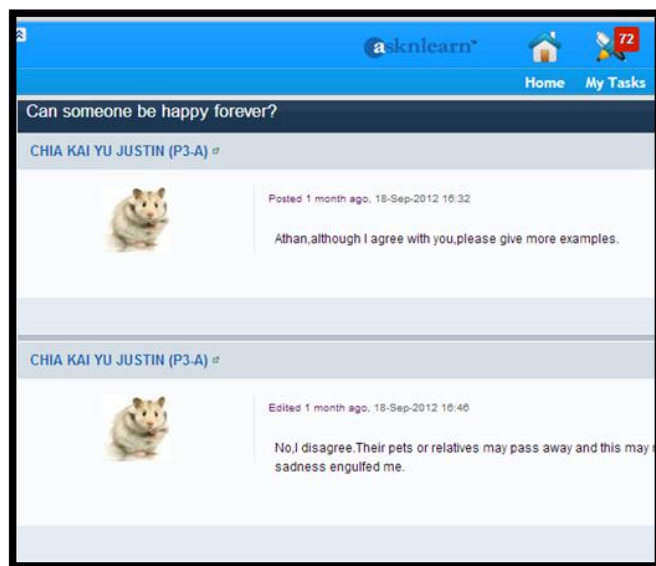 asknlearn
72
Home My Tasks
Can someone be happy forever?
CHIA KAI YU JUSTIN (P3-A)
Posted 1 month ago, 18-Sep-2012 16:32
Athan,although I agree with you,please give more examples.
CHIA KAI YU JUSTIN (P3-A)
Edited 1 month ago, 18-Sep-2012 16:46
No,I disagree.Their pets or relatives may pass away and this may
sadness engulfed me.